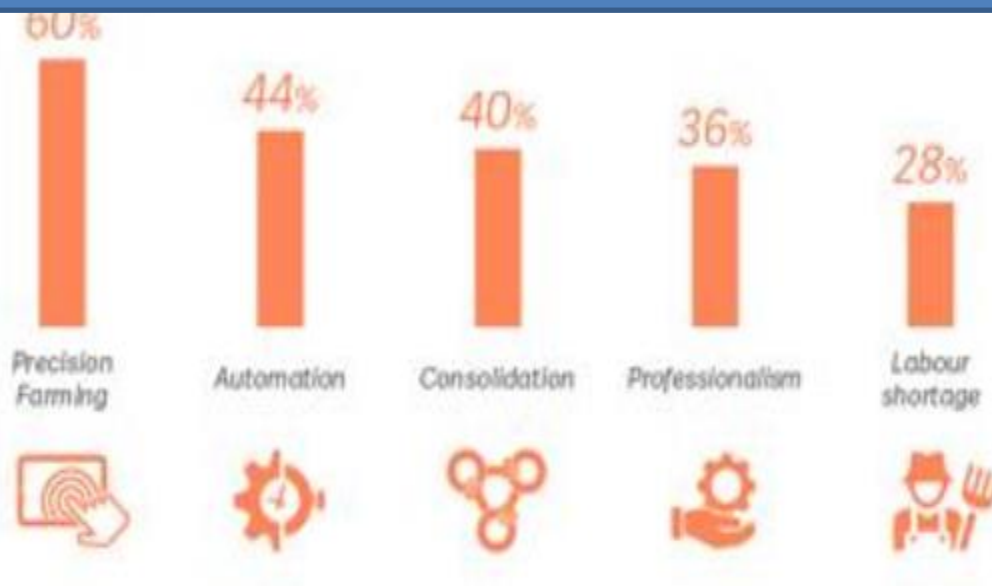 60%
44%
40%
36%
28%
Precision
Farming
Automation
Consolidation
Professionalism
Labour
shortage